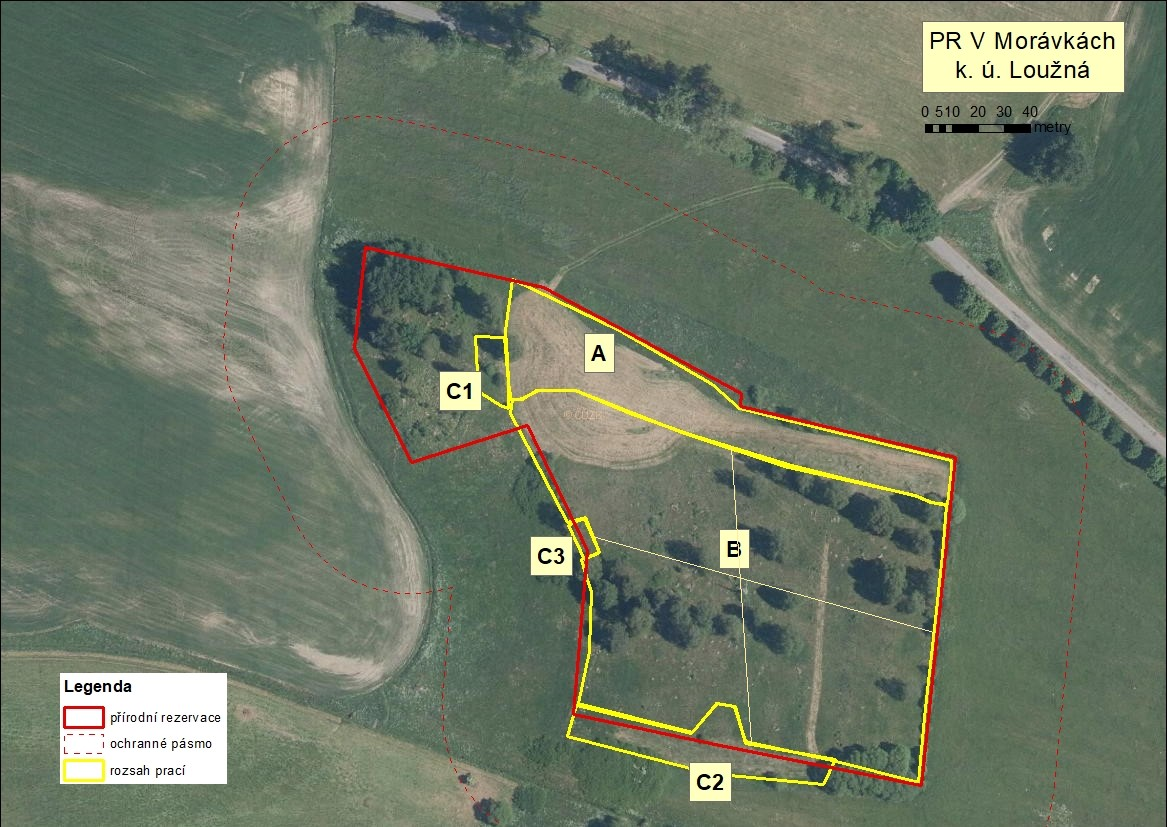 PR V Morávkách
k. ú. Loužná
0 5 10 20 30 40
metry
A
C1
© ČÚZK
B
C3
C2
Legenda
přírodní rezervace
ochranné pásmo
rozsah prací